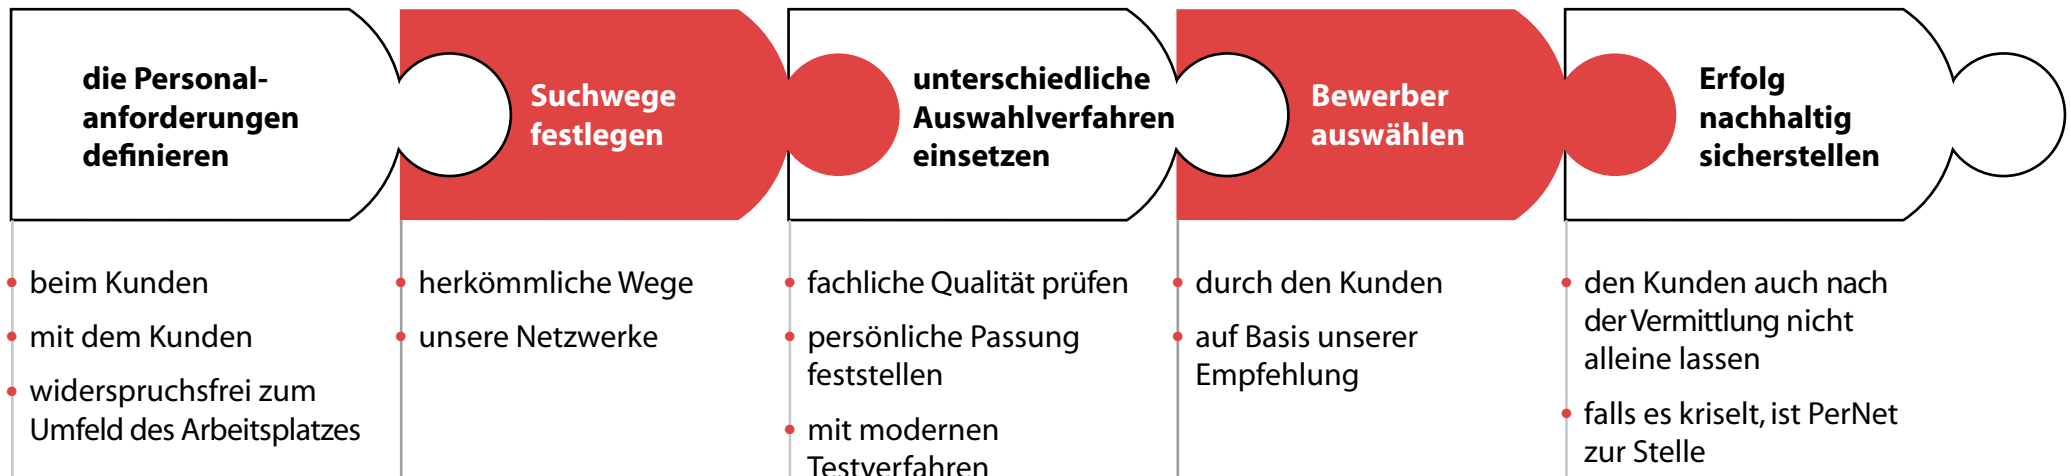 die Personal-
anforderungen
definieren
Suchwege
festlegen
unterschiedliche
Auswahlverfahren
einsetzen
Bewerber
auswählen
Erfolg
nachhaltig
sicherstellen
beim Kunden
mit dem Kunden
widerspruchsfrei zum
Umfeld des Arbeitsplatzes
herkömmliche Wege
unsere Netzwerke
fachliche Qualität prüfen
persönliche Passung
feststellen
mit modernen
Testverfahren
durch den Kunden
auf Basis unserer
Empfehlung
den Kunden auch nach
der Vermittlung nicht
alleine lassen
falls es kriselt, ist PerNet
zur Stelle